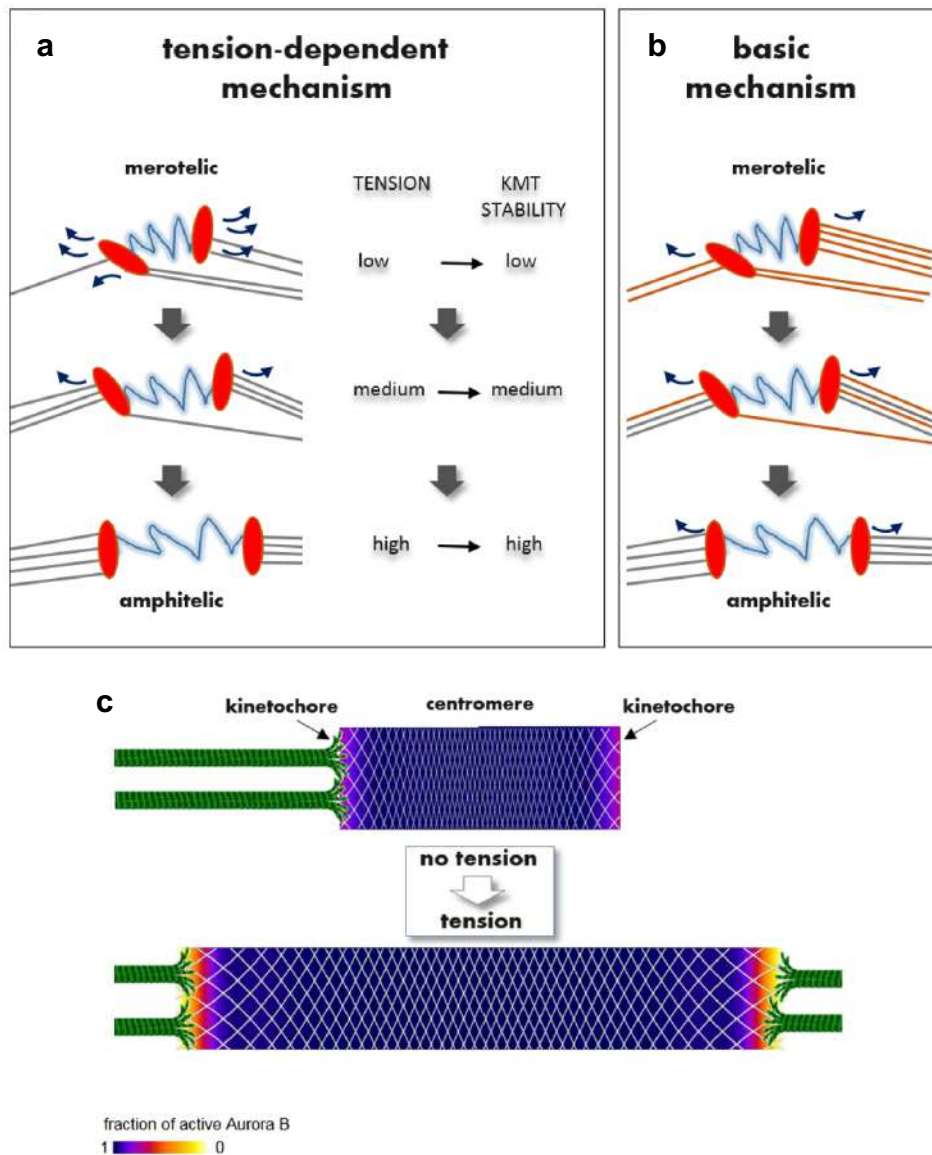 a
tension-dependent
mechanism
merotelic
TENSION
KMT
STABILITY
low
low
medium
medium
high
high
amphitelic
b
basic
mechanism
merotelic
amphitelic
c
kinetochore
centromere
kinetochore
no tension
tension
fraction of active Aurora B
1 0